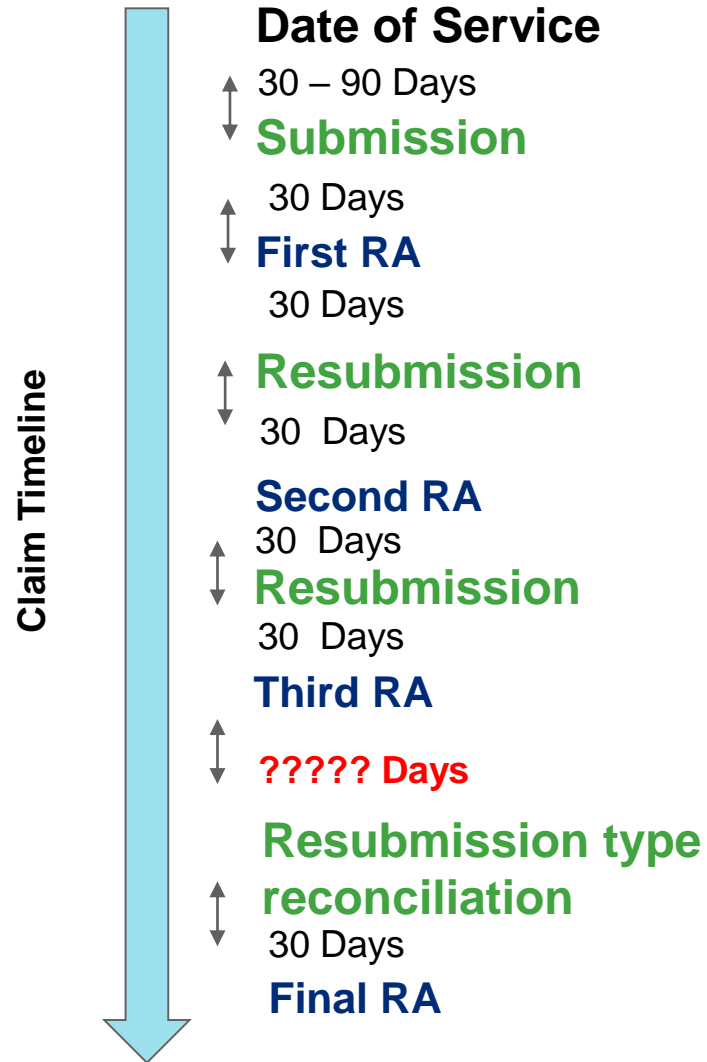 Date of Service
30 – 90 Days
Submission
30 Days
First RA
30 Days
Resubmission
30 Days
Second RA
30 Days
Resubmission
30 Days
Third RA
????? Days
Resubmission type
reconciliation
30 Days
Final RA
Claim Timeline